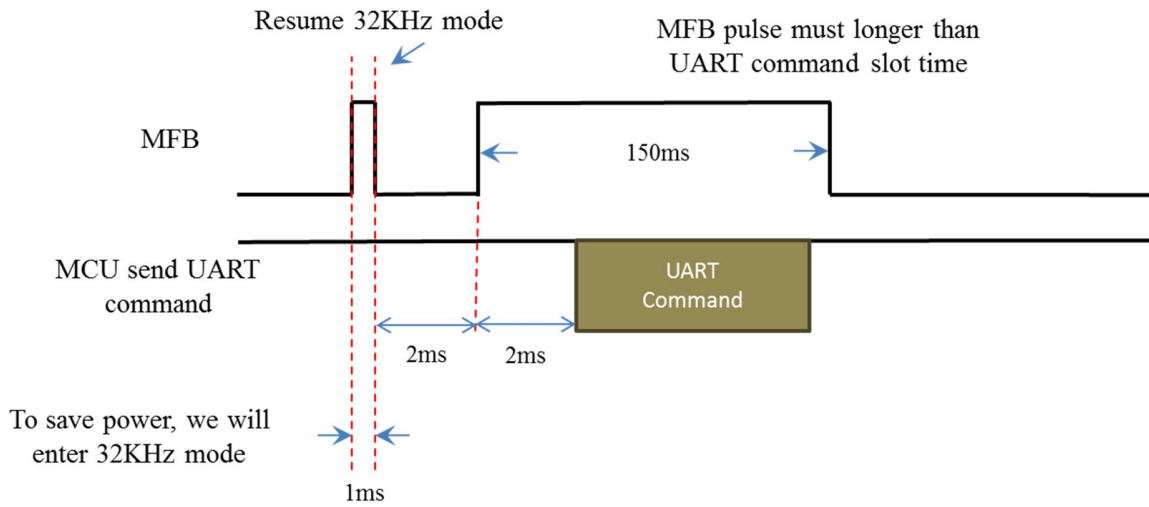 Resume 32KHz mode
MFB pulse must longer than
UART command slot time
MFB
150ms
MCU send UART
command
UART
Command
2ms
2ms
To save power, we will
enter 32KHz mode
1ms